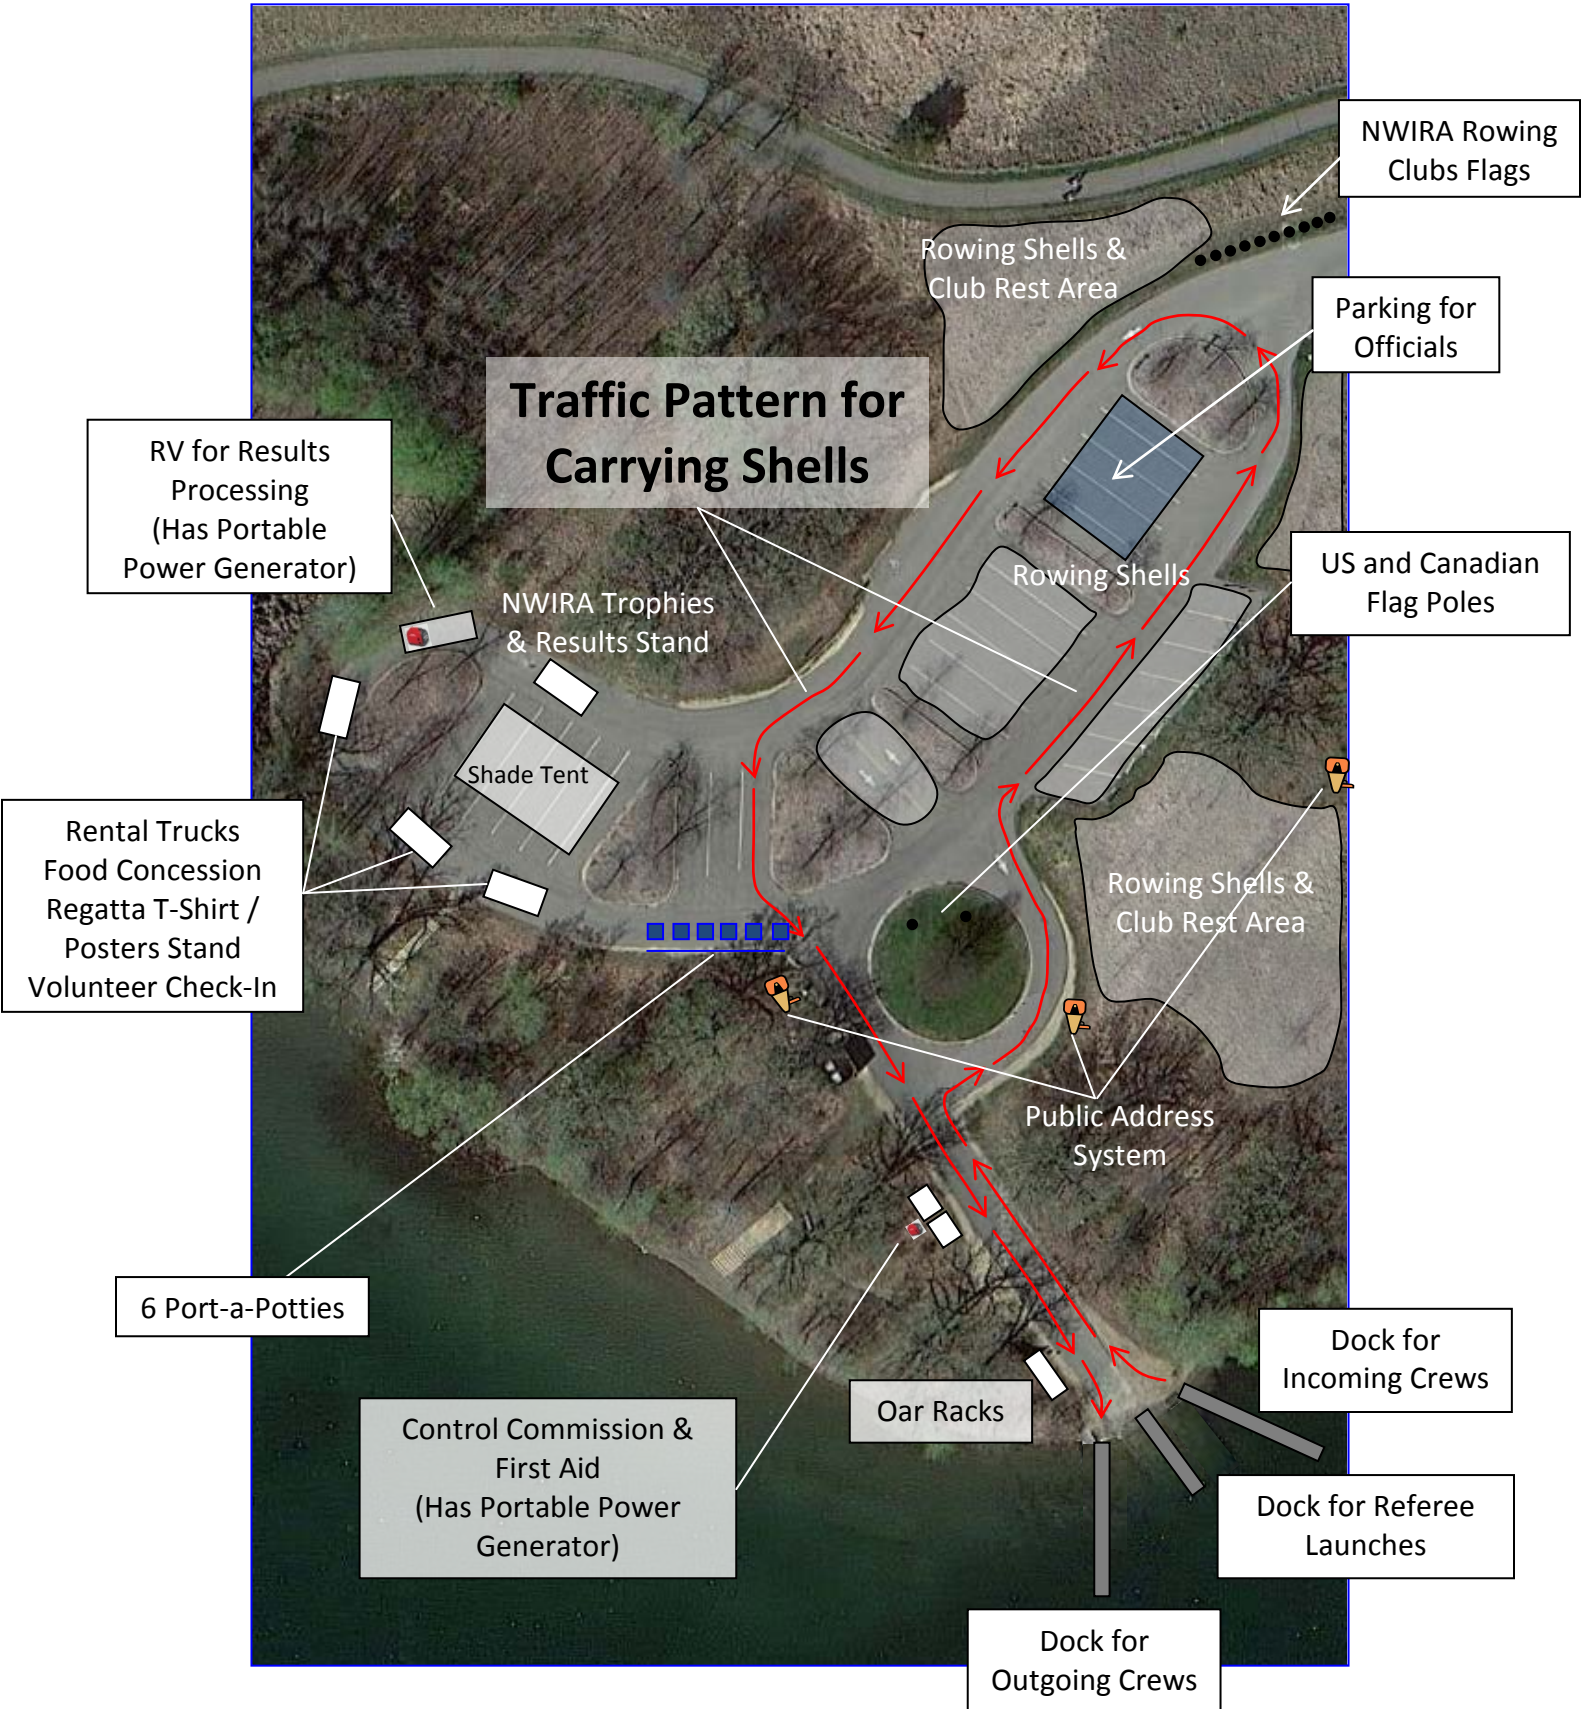 NWIRA Rowing
Clubs Flags
Rowing Shells &
Club Rest Area
Parking for
Officials
Traffic Pattern for
Carrying Shells
RV for Results
Processing
(Has Portable
Power Generator)
US and Canadian
Flag Poles
Rowing Shells
NWIRA Trophies
& Results Stand
Shade Tent
Rental Trucks
Food Concession
Regatta T-Shirt /
Posters Stand
Volunteer Check-In
Rowing Shells &
Club Rest Area
Public Address
System
6 Port-a-Potties
Dock for
Incoming Crews
Oar Racks
Control Commission &
First Aid
(Has Portable Power
Generator)
Dock for Referee
Launches
Dock for
Outgoing Crews